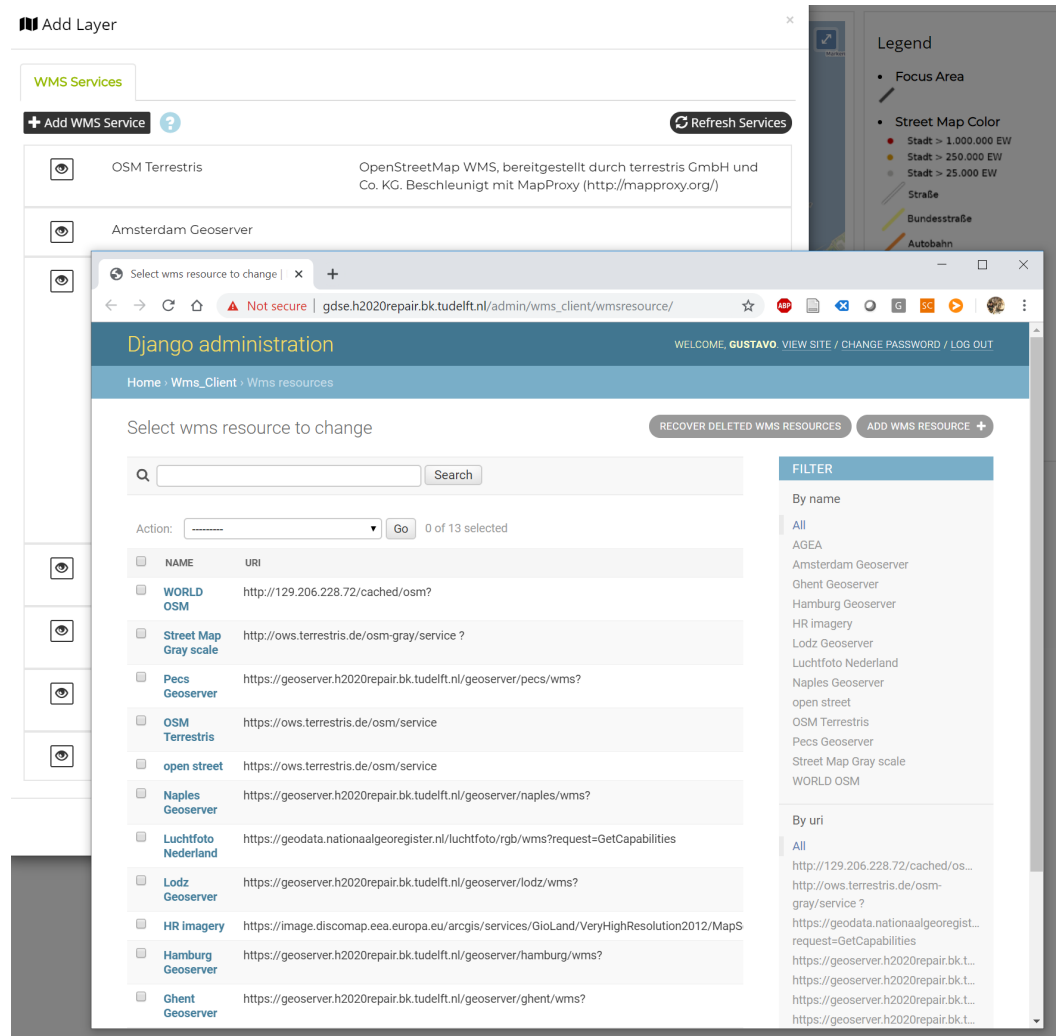 Add Layer
×
WMS Services
Add WMS Service
?
Refresh Services
OSM Terrestris
OpenStreetMap WMS, bereitgestellt durch terrestris GmbH und
Co. KG. Beschleunigt mit MapProxy (http://mapproxy.org/)
Amsterdam Geoserver
Legend
Focus Area
Street Map Color
Stadt > 1.000.000 EW
Stadt > 250.000 EW
Stadt > 25.000 EW
Straße
Bundesstraße
Autobahn
Select wms resource to change |
Not secure | gdse.h2020repair.bk.tudelft.nl/admin/wms_client/wmsresource/
ABP
G
SC
Django administration
WELCOME, GUSTAVO. VIEW SITE / CHANGE PASSWORD / LOG OUT
Home › Wms_Client › Wms resources
Select wms resource to change
RECOVER DELETED WMS RESOURCES
ADD WMS RESOURCE +
Search
Action: ---------
Go
0 of 13 selected
NAME URI
WORLD OSM http://129.206.228.72/cached/osm?
Street Map Gray scale http://ows.terrestris.de/osm-gray/service ?
Pecs Geoserver https://geoserver.h2020repair.bk.tudelft.nl/geoserver/pecs/wms?
OSM Terrestris https://ows.terrestris.de/osm/service
open street https://ows.terrestris.de/osm/service
Naples Geoserver https://geoserver.h2020repair.bk.tudelft.nl/geoserver/naples/wms?
Luchtfoto Nederland https://geodata.nationaalgeoregister.nl/luchtfoto/rgb/wms?request=GetCapabilities
Lodz Geoserver https://geoserver.h2020repair.bk.tudelft.nl/geoserver/lodz/wms?
HR imagery https://image.discomap.eea.europa.eu/arcgis/services/GioLand/VeryHighResolution2012/MapS
Hamburg Geoserver https://geoserver.h2020repair.bk.tudelft.nl/geoserver/hamburg/wms?
Ghent Geoserver https://geoserver.h2020repair.bk.tudelft.nl/geoserver/ghent/wms?
FILTER
By name
All
AGEA
Amsterdam Geoserver
Ghent Geoserver
Hamburg Geoserver
HR imagery
Lodz Geoserver
Luchtfoto Nederland
Naples Geoserver
open street
OSM Terrestris
Pecs Geoserver
Street Map Gray scale
WORLD OSM
By uri
All
http://129.206.228.72/cached/os...
http://ows.terrestris.de/osm-
gray/service ?
https://geodata.nationaalgeoregist...
request=GetCapabilities
https://geoserver.h2020repair.bk.t...
https://geoserver.h2020repair.bk.t...
https://geoserver.h2020repair.bk.t...
https://geoserver.h2020repair.bk.t...